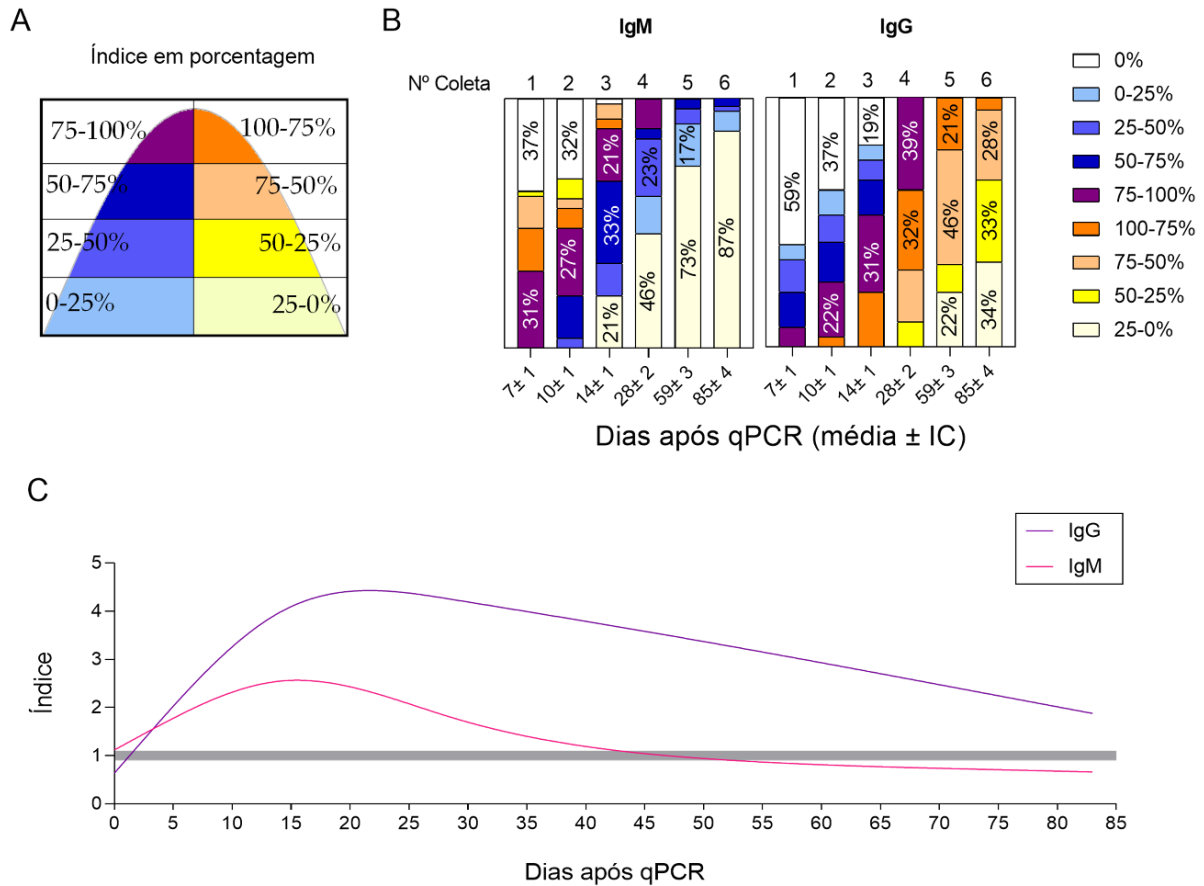 A
Índice em porcentagem
75-100% 100-75%
50-75% 75-50%
25-50% 50-25%
0-25% 25-0%
B
IgM IgG
Nº Coleta 1 2 3 4 5 6 1 2 3 4 5 6
37% 32% 21% 23% 17% 87%
31% 27% 33% 46% 73%
21%
59% 37% 19% 39% 21% 28%
22% 31% 32% 46% 33%
22% 34%
7± 1 10± 1 14± 1 28± 2 59± 3 85± 4 7± 1 10± 1 14± 1 28± 2 59± 3 85± 4
Dias após qPCR (média ± IC)
0%
0-25%
25-50%
50-75%
75-100%
100-75%
75-50%
50-25%
25-0%
C
IgG
IgM
Índice
5
4
3
2
1
0
0 5 10 15 20 25 30 35 40 45 50 55 60 65 70 75 80 85
Dias após qPCR